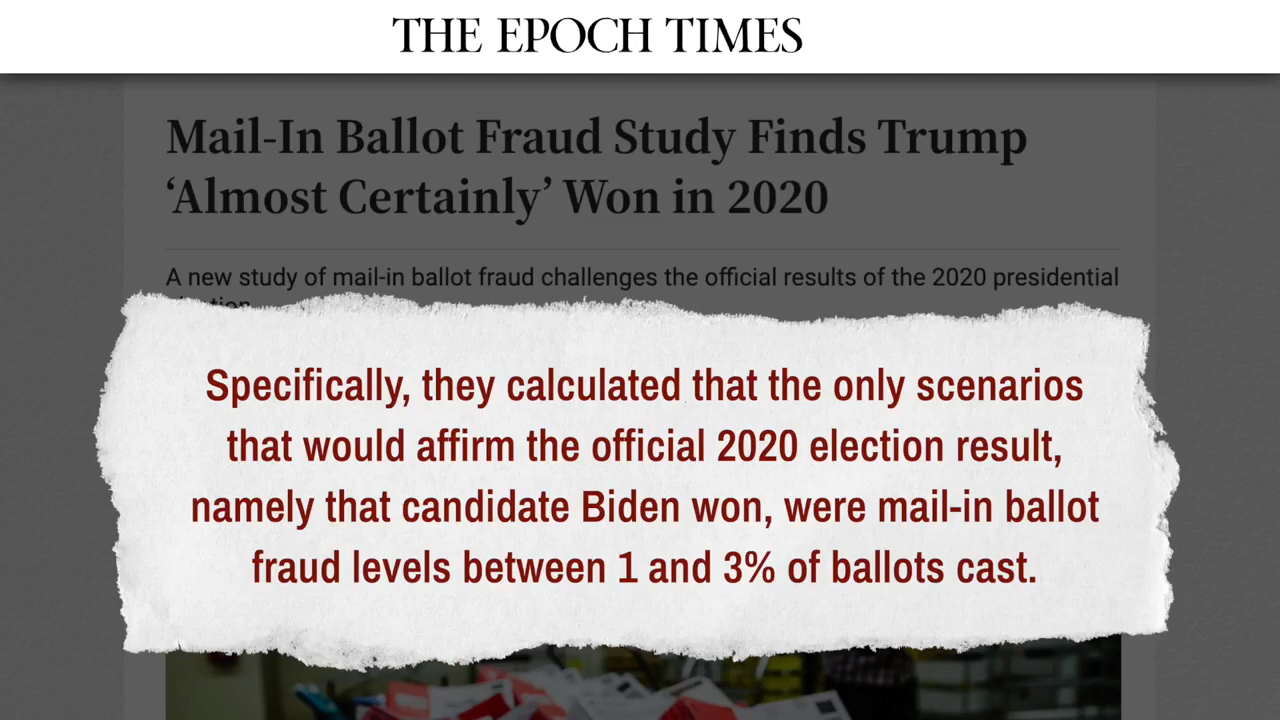 THE EPOCH TIMES
Mail-In Ballot Fraud Study Finds Trump
‘Almost Certainly’ Won in 2020
A new study of mail-in ballot fraud challenges the official results of the 2020 presidential
Specifically, they calculated that the only scenarios
that would affirm the official 2020 election result,
namely that candidate Biden won, were mail-in ballot
fraud levels between 1 and 3% of ballots cast.